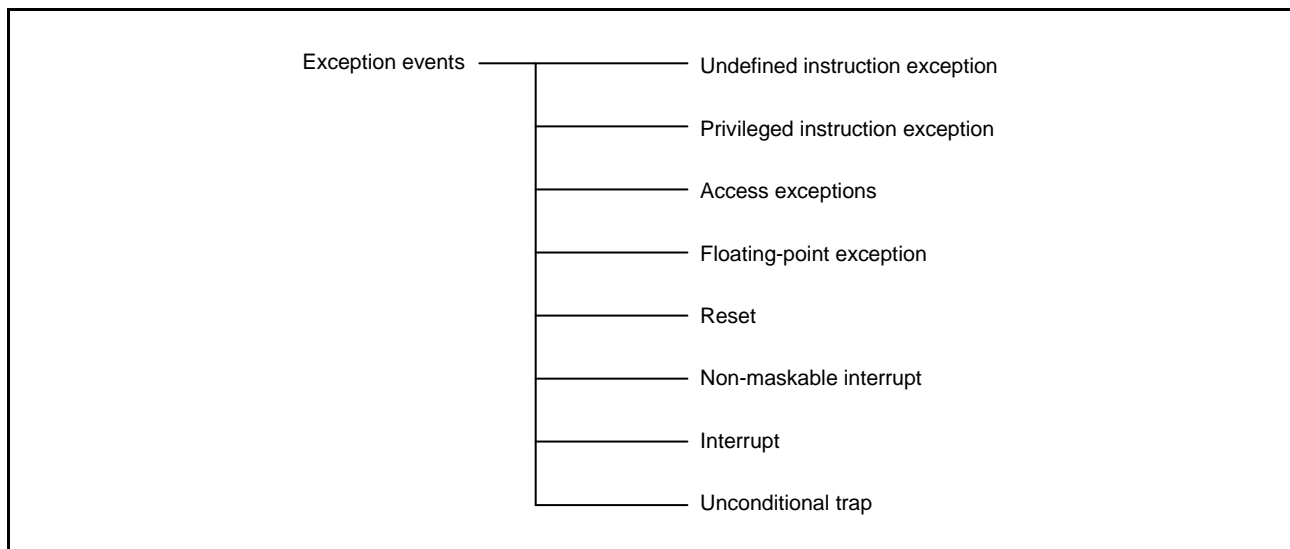 Exception events
Undefined instruction exception
Privileged instruction exception
Access exceptions
Floating-point exception
Reset
Non-maskable interrupt
Interrupt
Unconditional trap